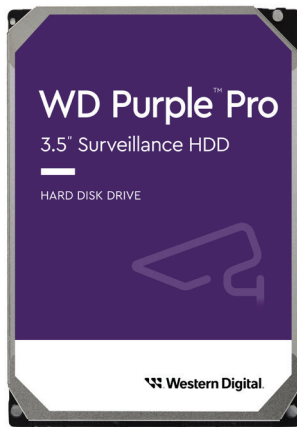 WD Purple™ Pro
3.5" Surveillance HDD
HARD DISK DRIVE
Western Digital.